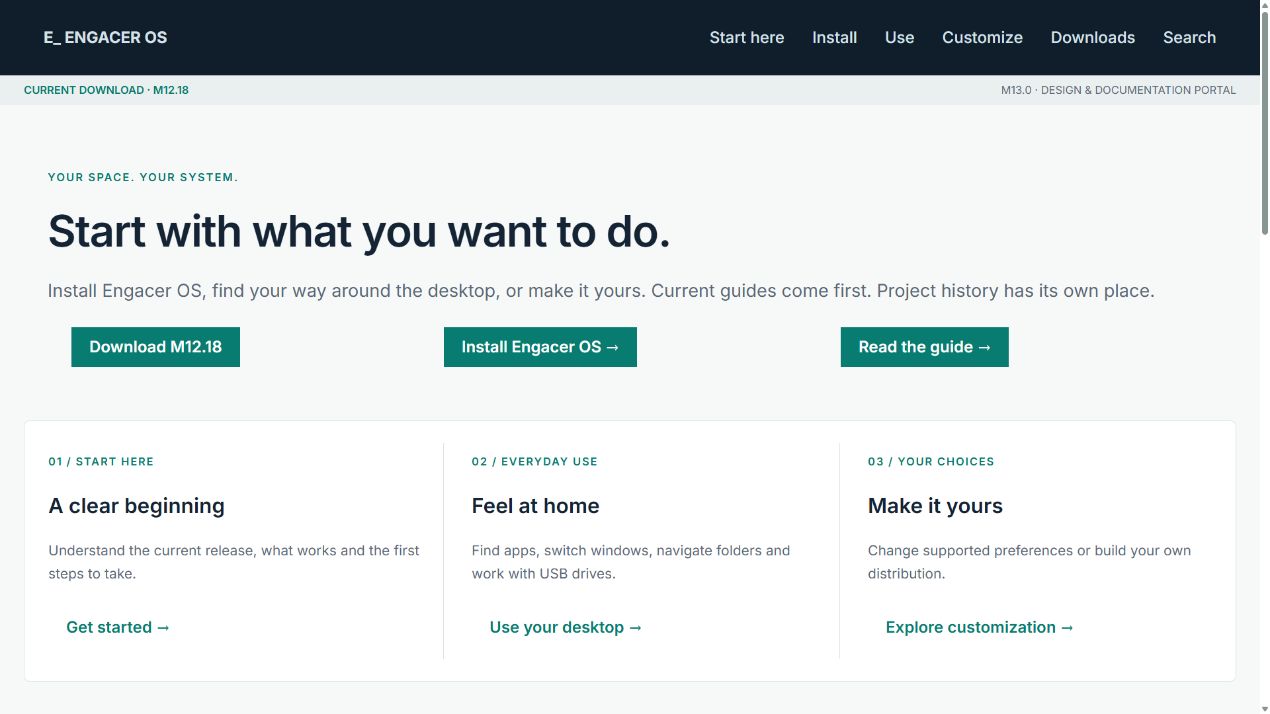 E_ ENGACER OS
Start here Install Use Customize Downloads Search
CURRENT DOWNLOAD · M12.18
M13.0 · DESIGN & DOCUMENTATION PORTAL
YOUR SPACE. YOUR SYSTEM.
Start with what you want to do.
Install Engacer OS, find your way around the desktop, or make it yours. Current guides come first. Project history has its own place.
Download M12.18
Install Engacer OS →
Read the guide →
01 / START HERE
A clear beginning
Understand the current release, what works and the first
steps to take.
Get started →
02 / EVERYDAY USE
Feel at home
Find apps, switch windows, navigate folders and
work with USB drives.
Use your desktop →
03 / YOUR CHOICES
Make it yours
Change supported preferences or build your own
distribution.
Explore customization →